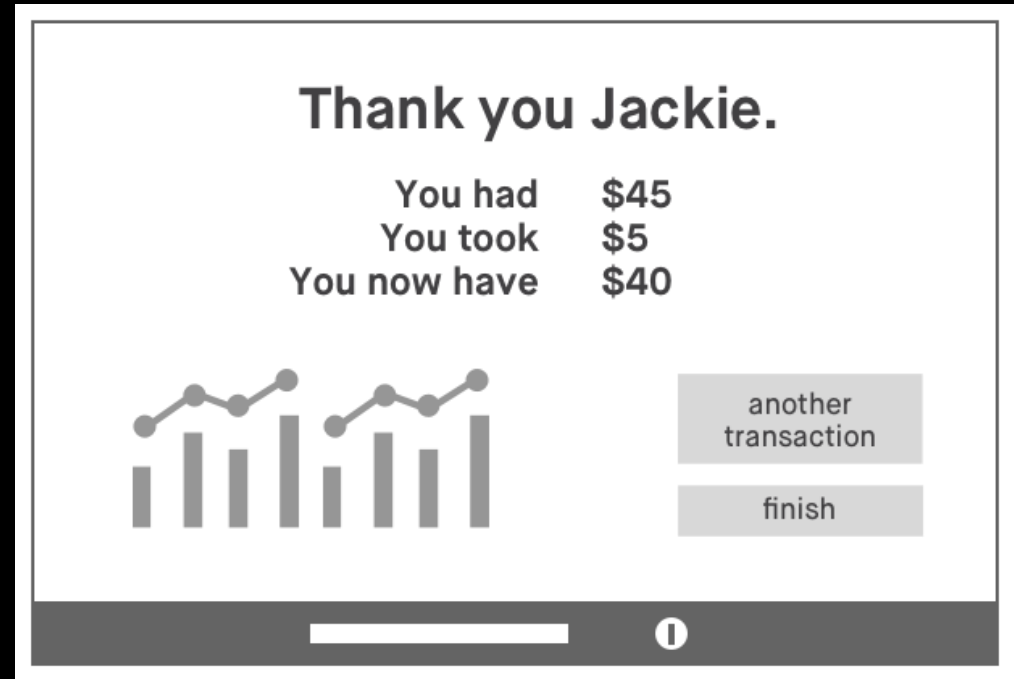 Thank you Jackie.
You had $45
You took $5
You now have $40
another
transaction
finish